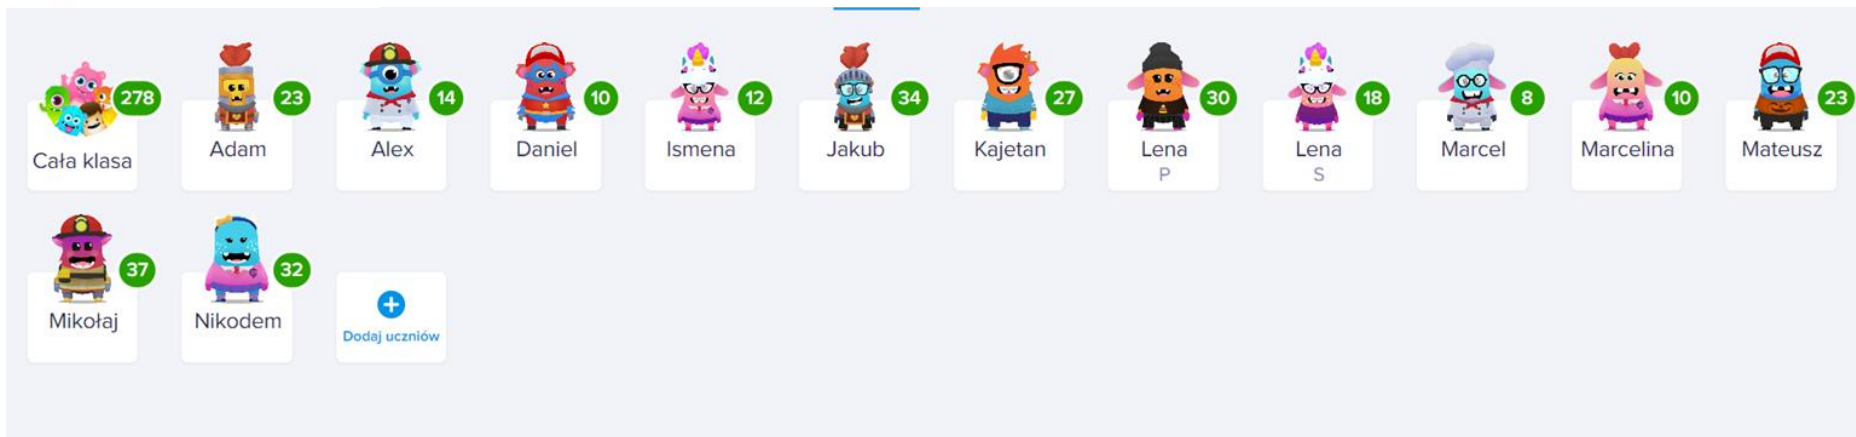 278 23 14 10 12 34 27 30 18 8 10 23
Cała klasa Adam Alex Daniel Ismena Jakub Kajetan Lena Lena Marcel Marcelina Mateusz
P S
37 32
Mikołaj Nikodem
Dodaj uczniów